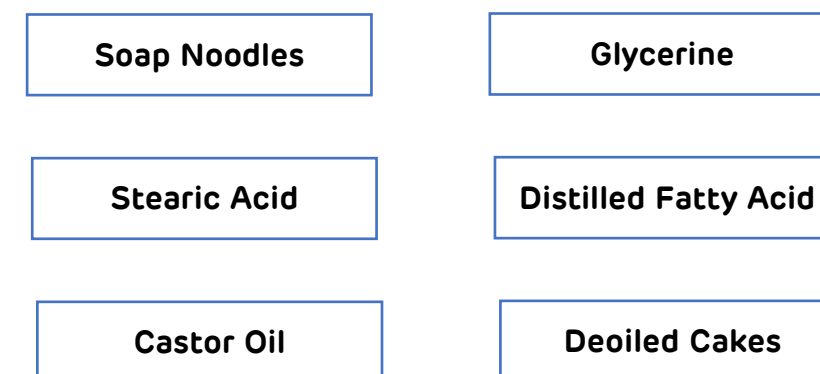 Soap Noodles
Glycerine
Stearic Acid
Distilled Fatty Acid
Castor Oil
Deoiled Cakes